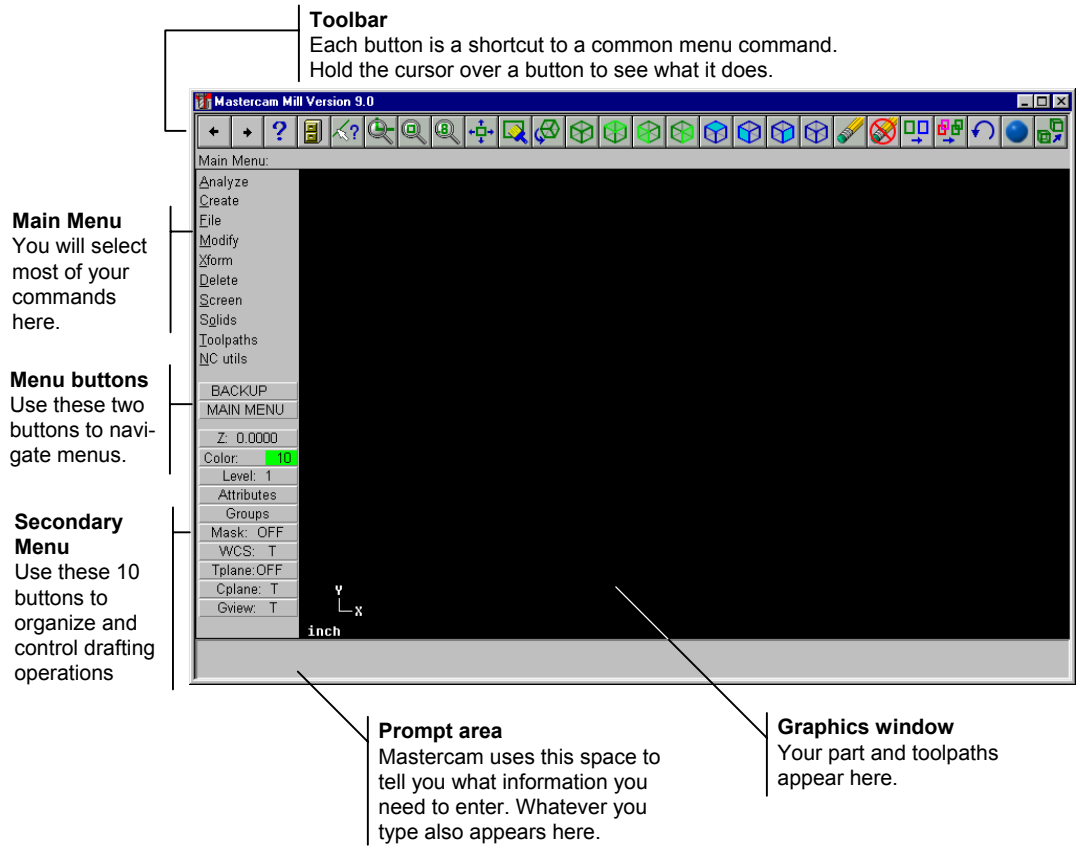 Toolbar
Each button is a shortcut to a common menu command.
Hold the cursor over a button to see what it does.
Mastercam Mill Version 9.0
Main Menu:
Analyze
Create
File
Modify
Xform
Delete
Screen
Solids
Toolpaths
NC utils
BACKUP
MAIN MENU
Z: 0.0000
Color: 10
Level: 1
Attributes
Groups
Mask: OFF
WCS: T
Tplane:OFF
Cplane: T
Gview: T
Y
X
inch
Main Menu
You will select
most of your
commands
here.
Menu buttons
Use these two
buttons to navi-
gate menus.
Secondary
Menu
Use these 10
buttons to
organize and
control drafting
operations
Prompt area
Mastercam uses this space to
tell you what information you
need to enter. Whatever you
type also appears here.
Graphics window
Your part and toolpaths
appear here.